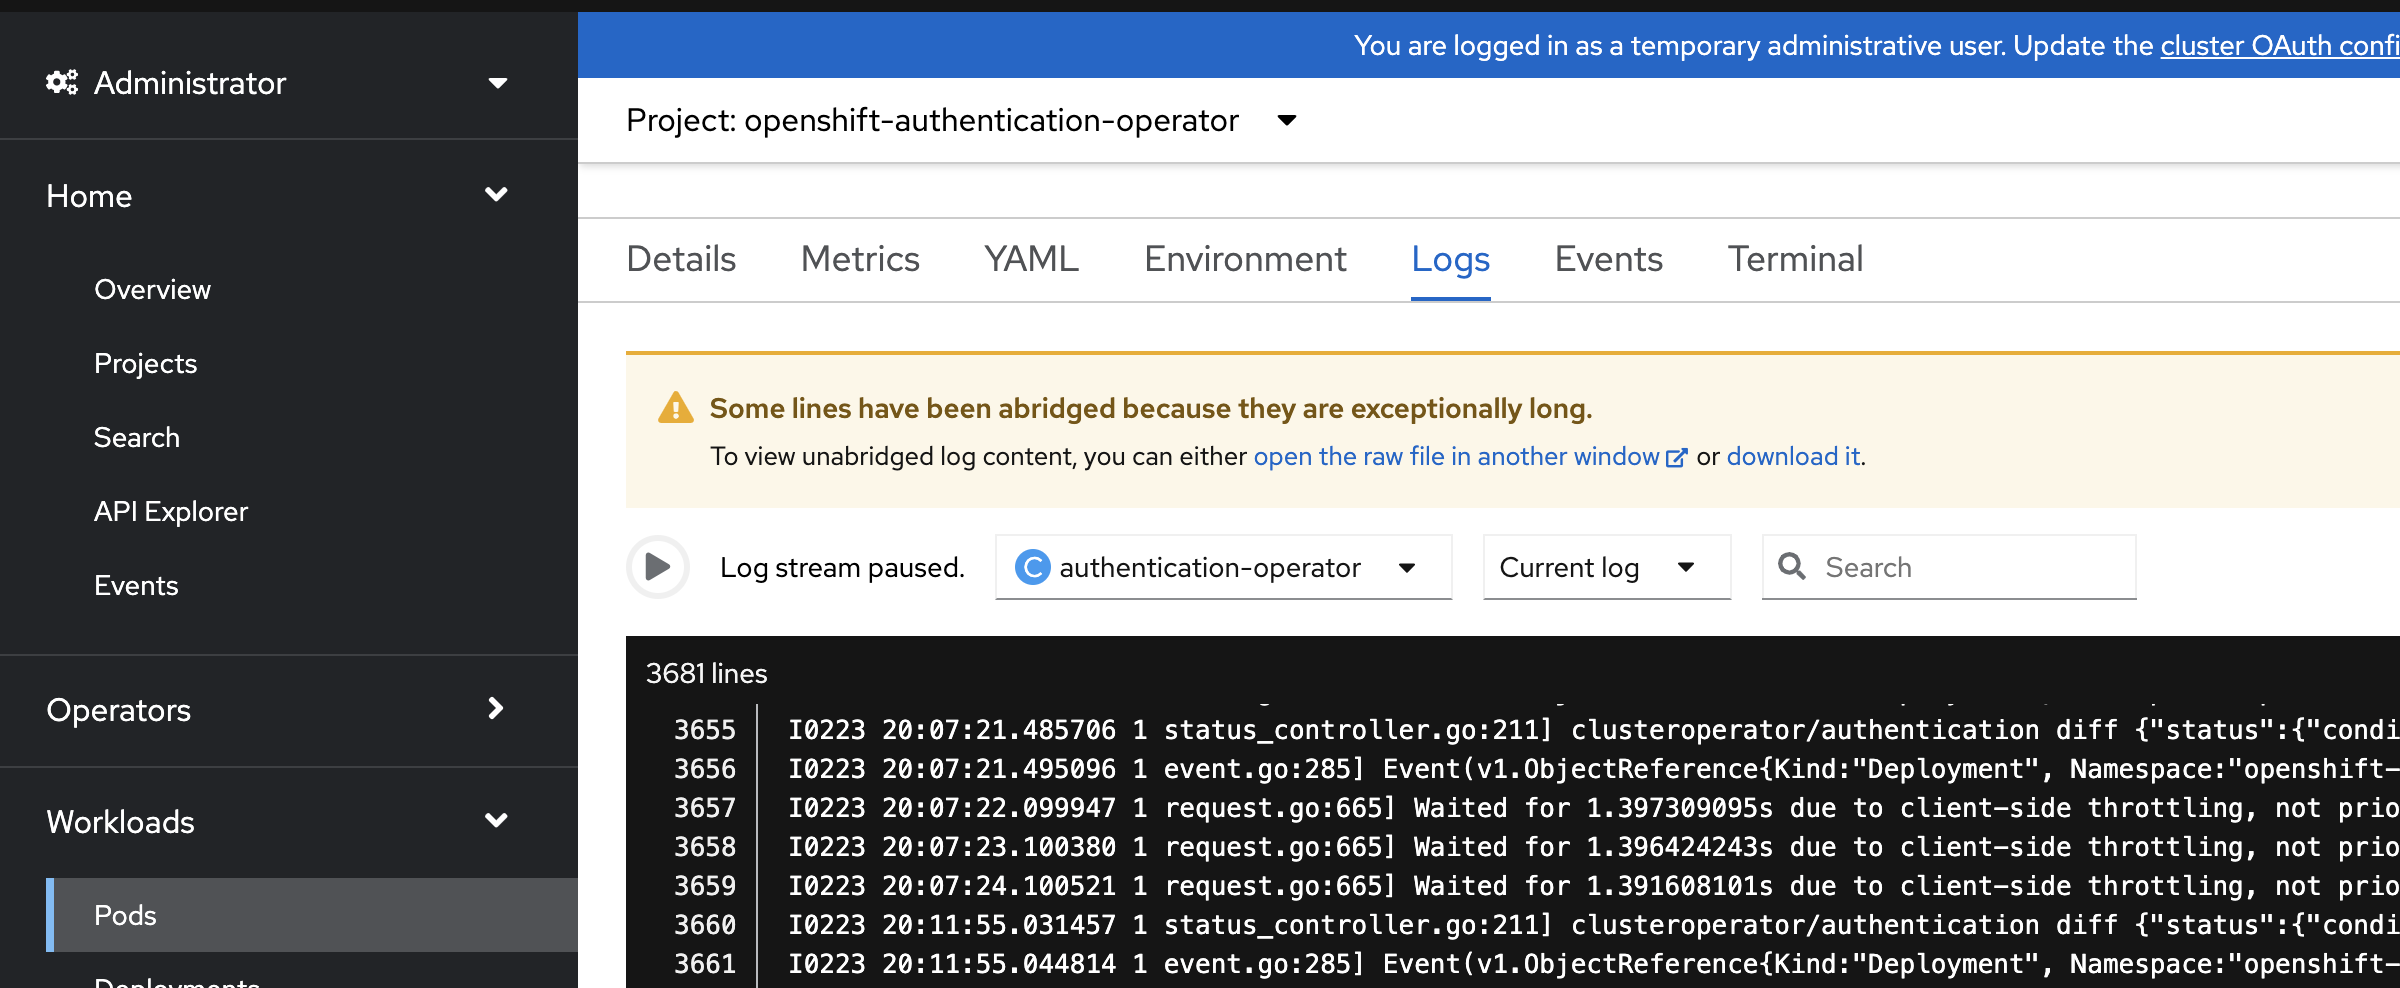 You are logged in as a temporary administrative user. Update the cluster OAuth confi
Administrator
Project: openshift-authentication-operator
Home
Overview
Projects
Search
API Explorer
Events
Operators
Workloads
Pods
Deployments
Details Metrics YAML Environment Logs Events Terminal
Some lines have been abridged because they are exceptionally long.
To view unabridged log content, you can either open the raw file in another window or download it.
Log stream paused. C authentication-operator Current log Search
3681 lines
3655 I0223 20:07:21.485706 1 status_controller.go:211] clusteroperator/authentication diff {"status":{"condi
3656 I0223 20:07:21.495096 1 event.go:285] Event(v1.ObjectReference{Kind:"Deployment", Namespace:"openshift-
3657 I0223 20:07:22.099947 1 request.go:665] Waited for 1.397309095s due to client-side throttling, not prio
3658 I0223 20:07:23.100380 1 request.go:665] Waited for 1.396424243s due to client-side throttling, not prio
3659 I0223 20:07:24.100521 1 request.go:665] Waited for 1.391608101s due to client-side throttling, not prio
3660 I0223 20:11:55.031457 1 status_controller.go:211] clusteroperator/authentication diff {"status":{"condi
3661 I0223 20:11:55.044814 1 event.go:285] Event(v1.ObjectReference{Kind:"Deployment", Namespace:"openshift-